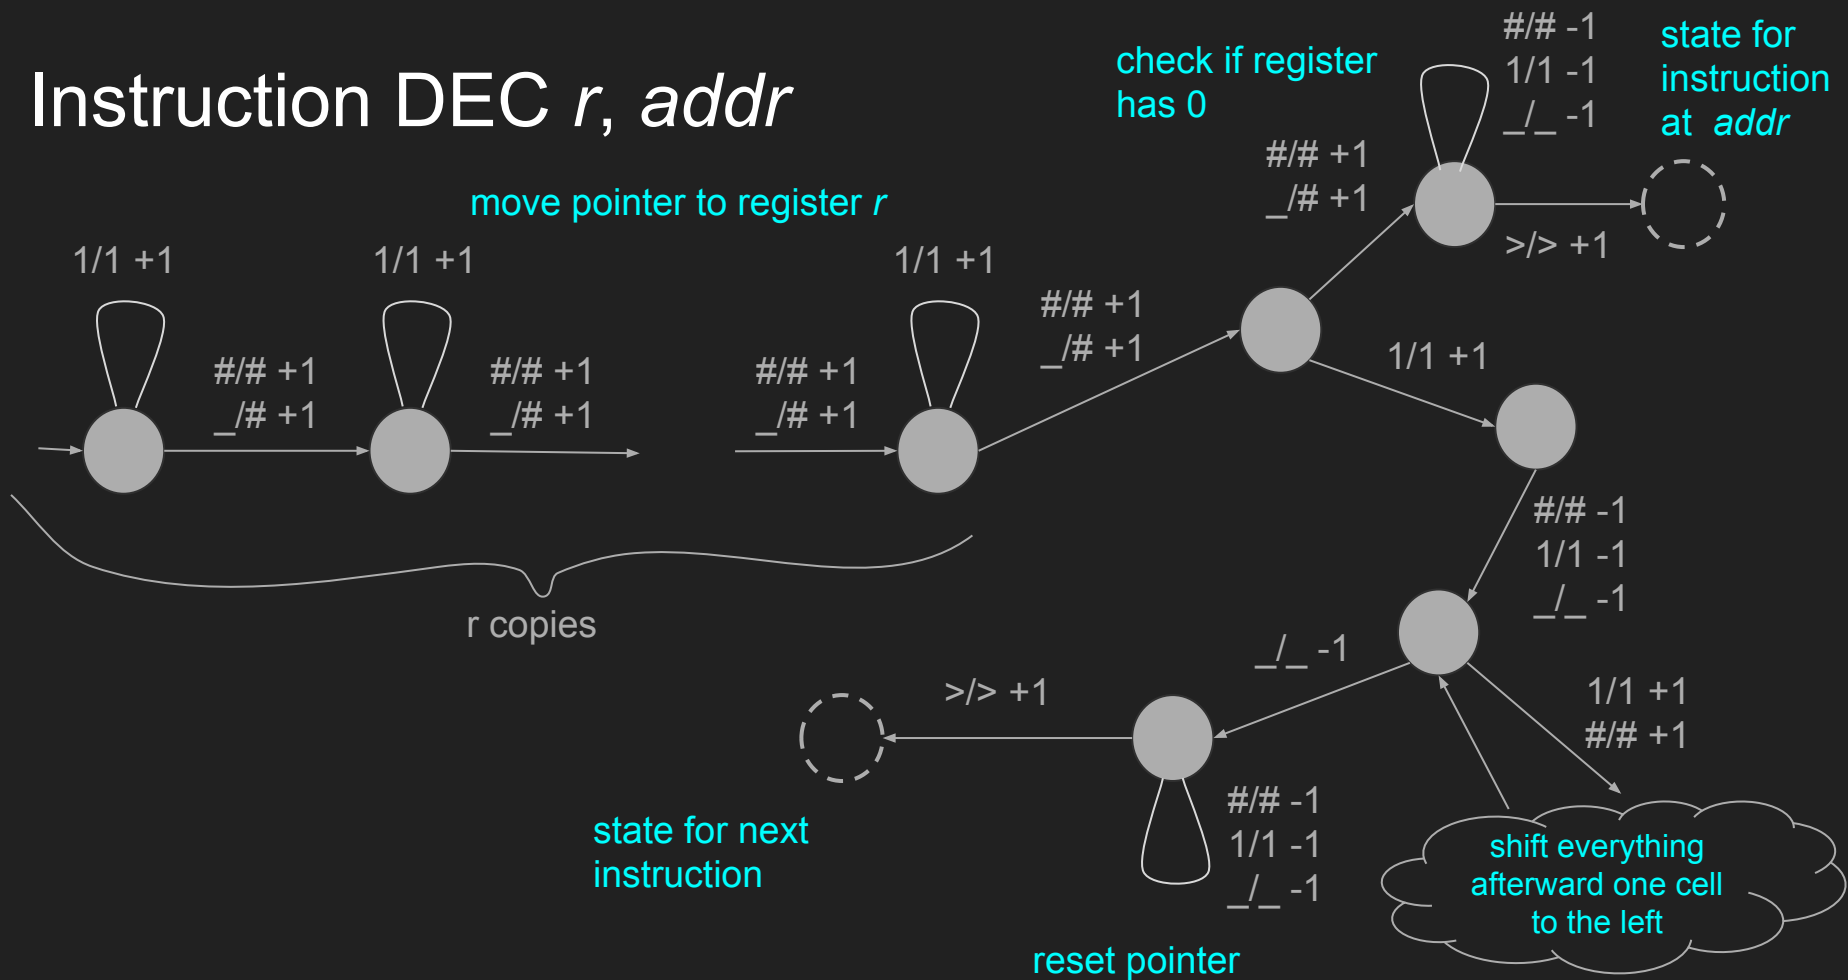 Instruction DEC r, addr
move pointer to register r
check if register
has 0
#/# -1
1/1 -1
_/_ -1
state for
instruction
at addr
#/# +1
_/# +1
>/> +1
1/1 +1
1/1 +1
1/1 +1
#/# +1
_/# +1
#/# +1
_/# +1
#/# +1
_/# +1
#/# +1
_/# +1
1/1 +1
r copies
#/# -1
1/1 -1
_/_ -1
_/_ -1
1/1 +1
#/# +1
>/> +1
state for next
instruction
#/# -1
1/1 -1
_/_ -1
reset pointer
shift everything
afterward one cell
to the left